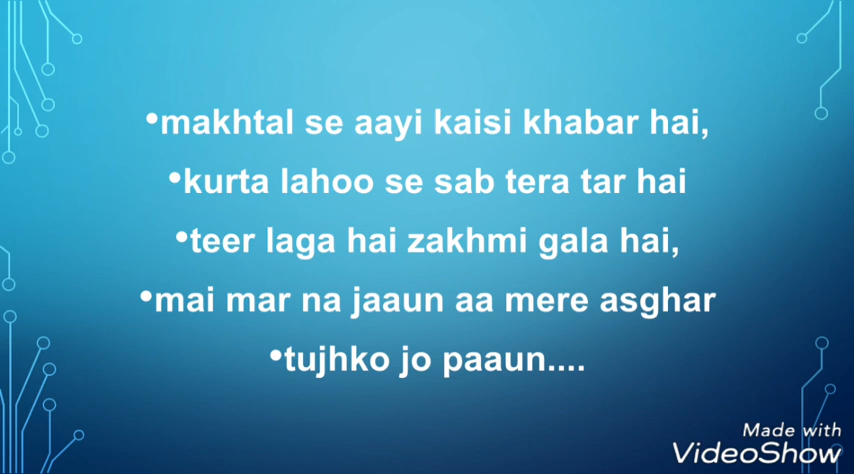 •makhtal se aayi kaisi khabar hai,
•kurta lahoo se sab tera tar hai
•teer laga hai zakhmi gala hai,
•mai mar na jaaun aa mere asghar
•tujhko jo paaun....
Made with
VideoShow